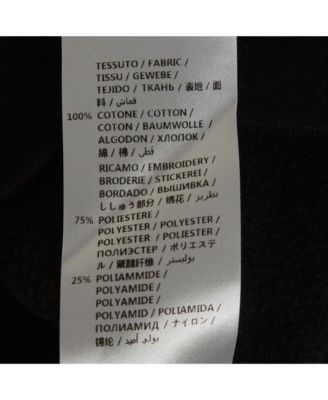 TESSUTO / FABRIC /
TISSU / GEWEBE /
TEJIDO / ТКАНЬ / 表地 / 面
料 / قماش /
100% COTONE / COTTON /
COTON / BAUMWOLLE /
ALGODON / ХЛОПОК /
綿 / 棉 / قطن /
RICAMO / EMBROIDERY /
BRODERIE / STICKEREI /
BORDADO / ВЫШИВКА /
ししゅう部分 / 绣花 / تطريز /
75% POLIESTERE /
POLYESTER / POLYESTER /
POLYESTER / POLIESTER /
ПОЛИЭСТЕР / ポリエステ
ル / 聚酯纤维 / بوليستر /
25% POLIAMMIDE /
POLYAMIDE /
POLYAMIDE /
POLYAMID / POLIAMIDA /
ПОЛИАМИД / ナイロン /
锦纶 / بولي أميد /